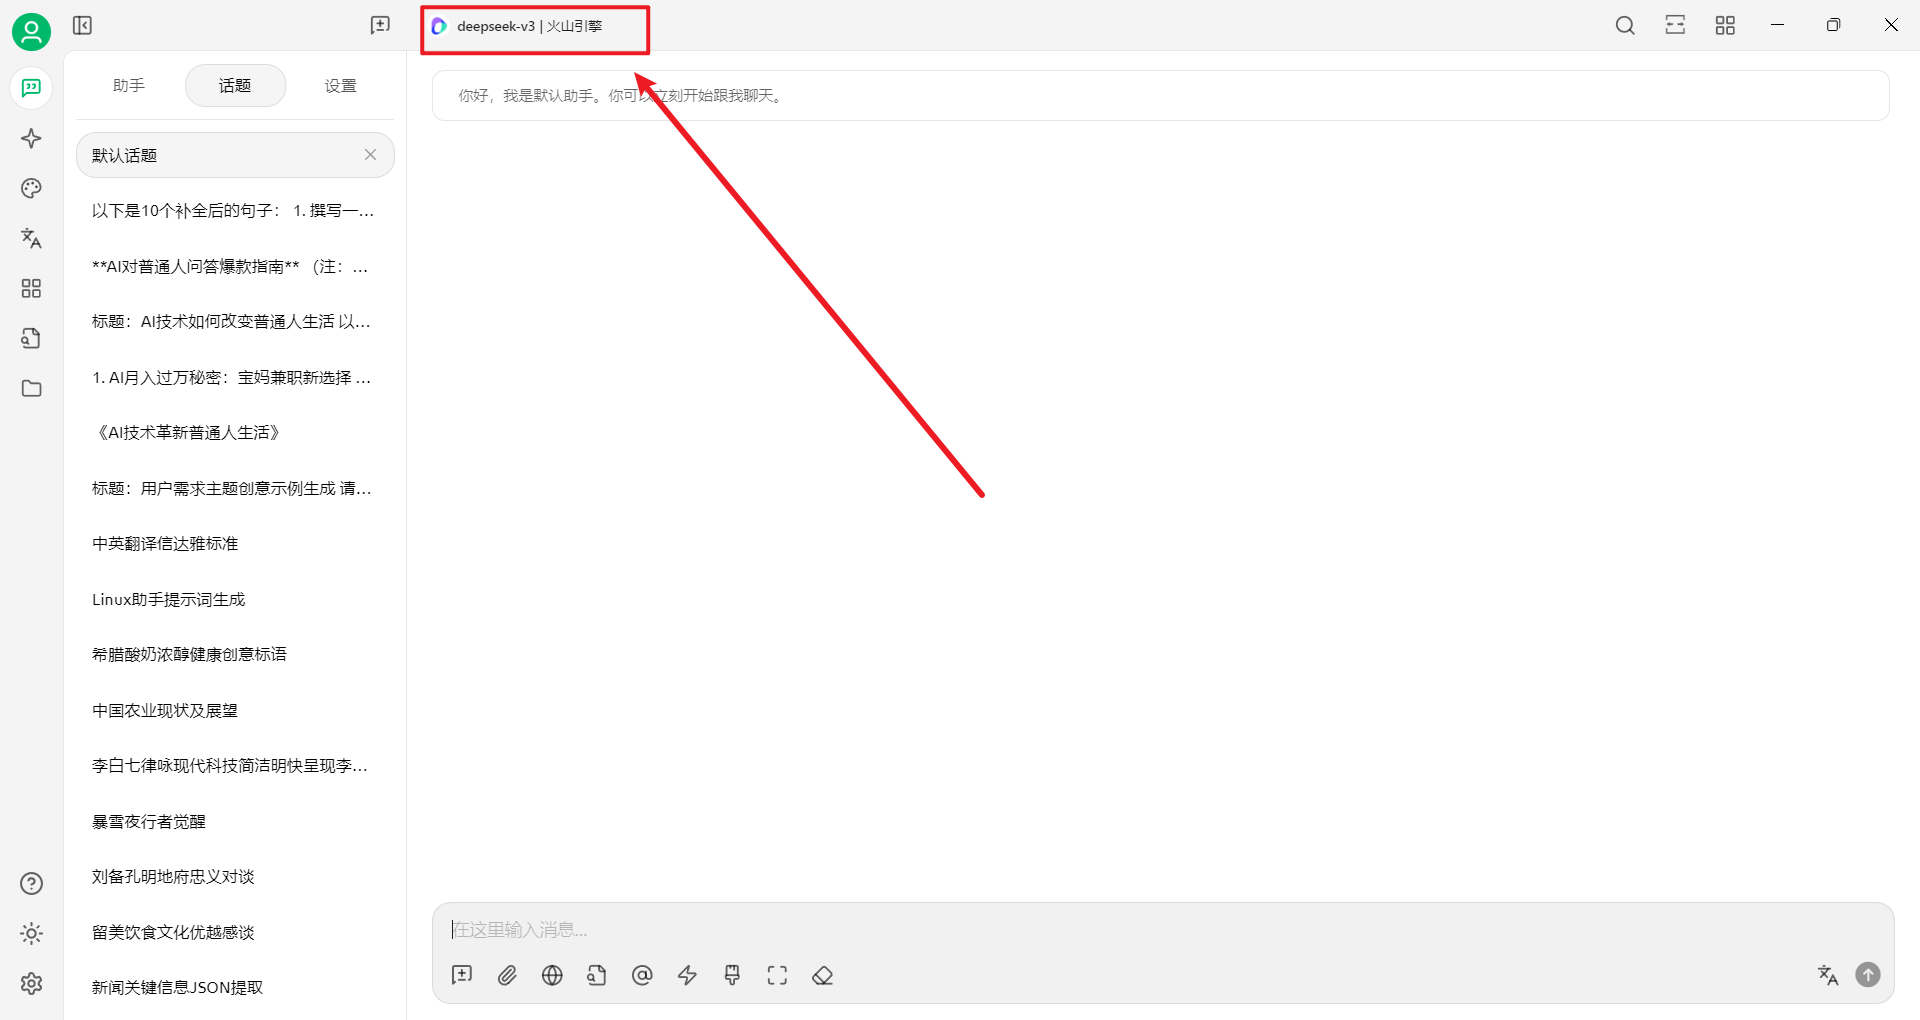 deepseek-v3 | 火山引擎
助手 话题 设置
默认话题
以下是10个补全后的句子： 1. 撰写一...
**AI对普通人问答爆款指南** （注：...
标题：AI技术如何改变普通人生活 以...
1. AI月入过万秘密：宝妈兼职新选择 ...
《AI技术革新普通人生活》
标题：用户需求主题创意示例生成 请...
中英翻译信达雅标准
Linux助手提示词生成
希腊酸奶浓醇健康创意标语
中国农业现状及展望
李白七律咏现代科技简洁明快呈现李...
暴雪夜行者觉醒
刘备孔明地府忠义对谈
留美饮食文化优越感谈
新闻关键信息JSON提取
你好，我是默认助手。你可以立刻开始跟我聊天。
在这里输入消息...